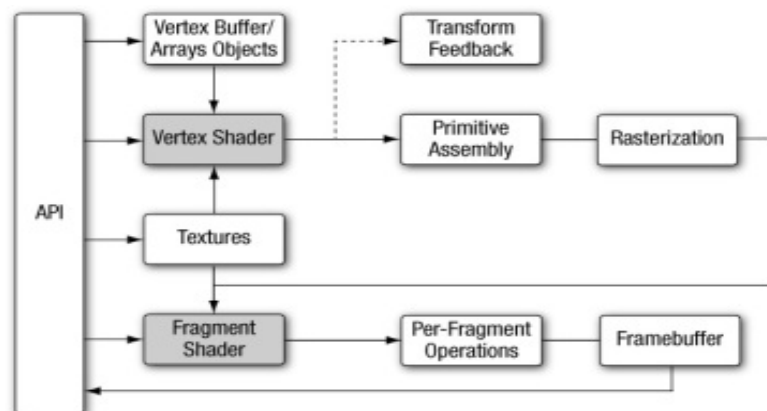 Vertex Buffer/
Arrays Objects
Transform
Feedback
Vertex Shader
Primitive
Assembly
Rasterization
API
Textures
Fragment
Shader
Per-Fragment
Operations
Framebuffer